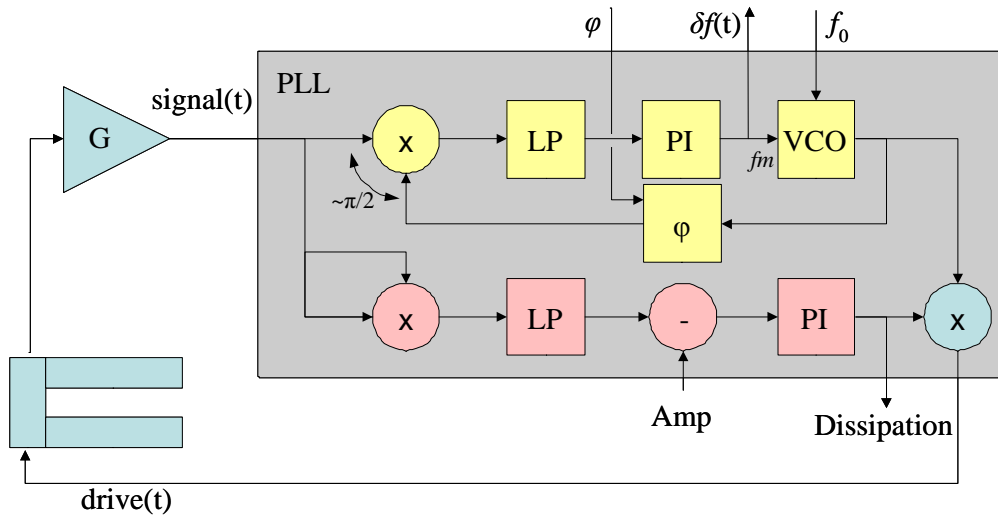 φ
δf(t)
f₀
PLL
signal(t)
G
x
LP
PI
fm
VCO
~π/2
φ
x
LP
-
PI
x
Amp
Dissipation
drive(t)